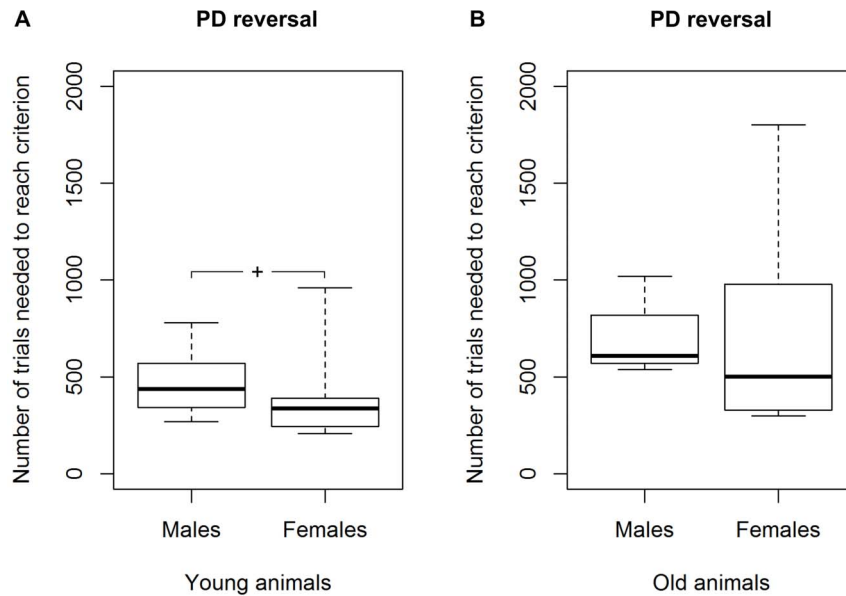 A
PD reversal
Number of trials needed to reach criterion
2000
1500
1000
500
0
+
Males
Females
Young animals
B
PD reversal
Number of trials needed to reach criterion
2000
1500
1000
500
0
Males
Females
Old animals